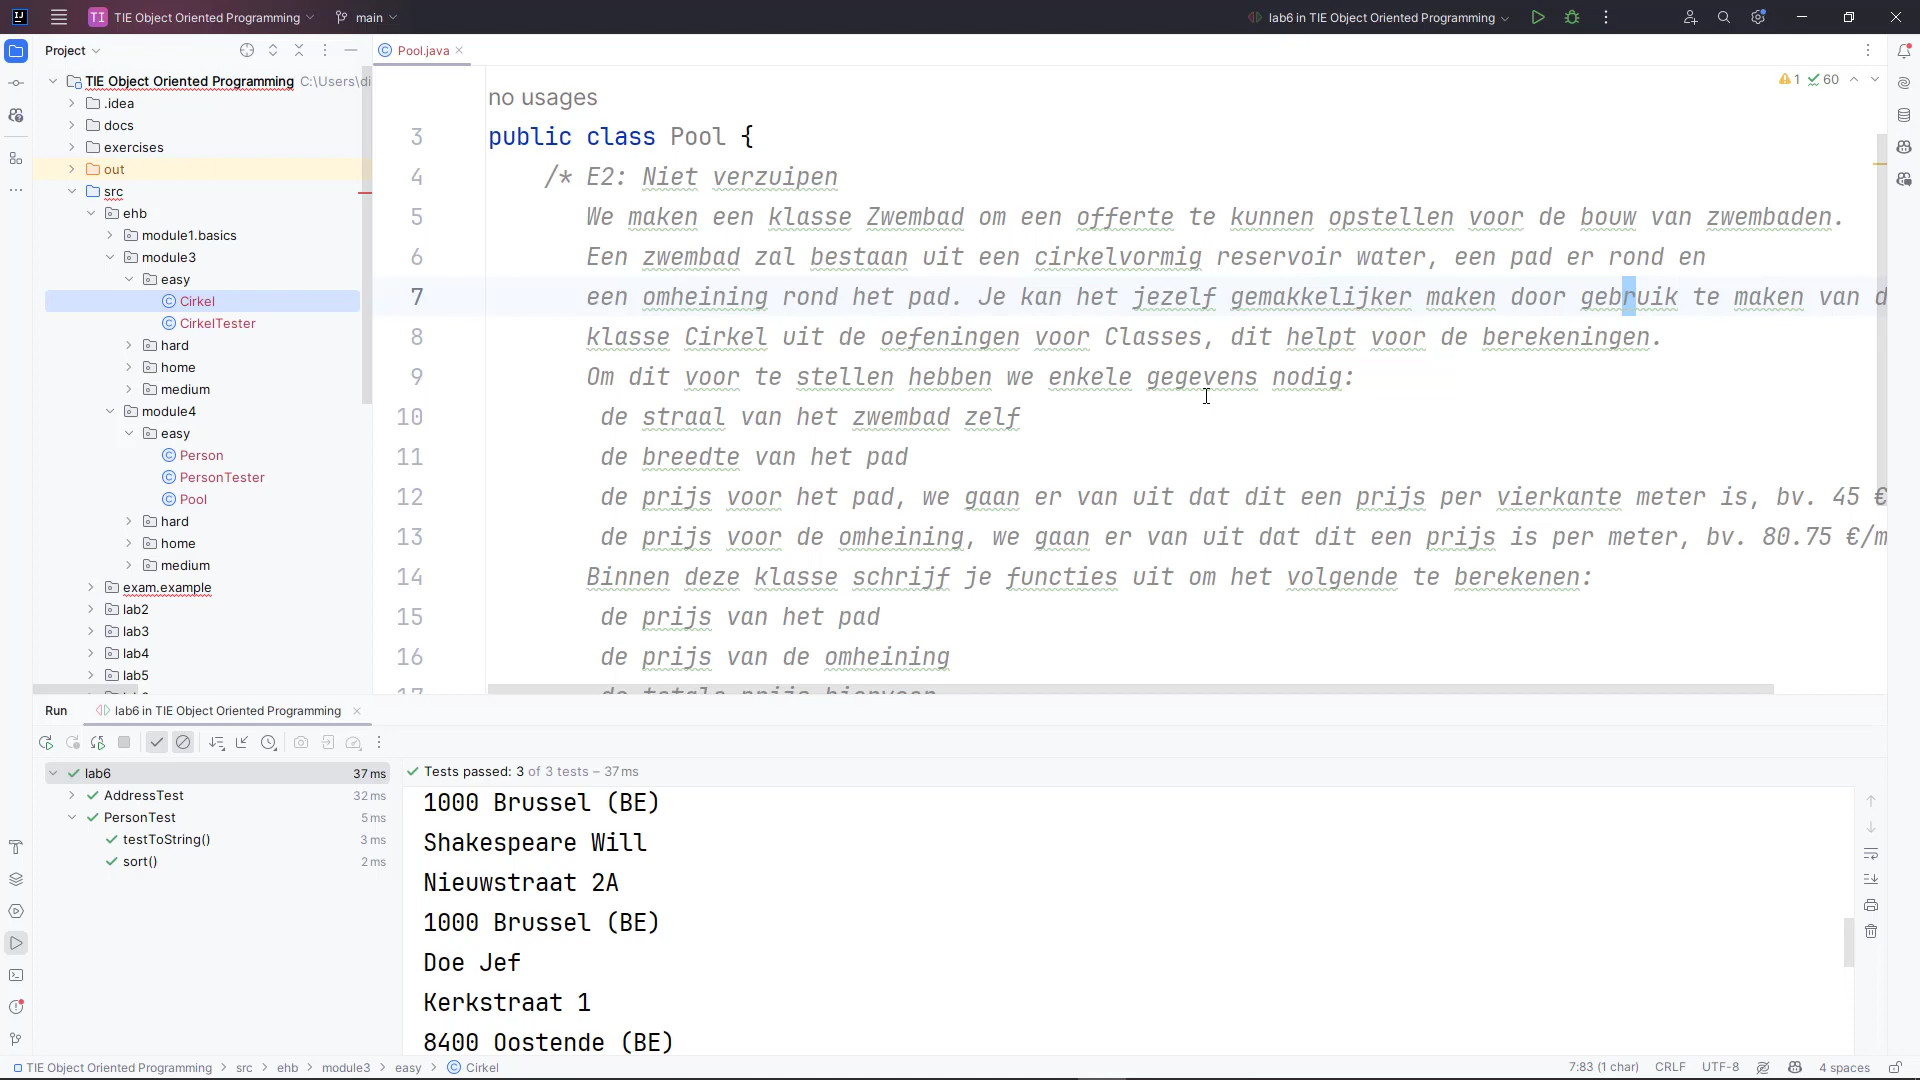 TI TIE Object Oriented Programming main lab6 in TIE Object Oriented Programming
Project
Pool.java
TIE Object Oriented Programming C:\Users\di
.idea
docs
exercises
out
src
ehb
module1.basics
module3
easy
Cirkel
CirkelTester
hard
home
medium
module4
easy
Person
PersonTester
Pool
hard
home
medium
exam.example
lab2
lab3
lab4
lab5
1 60
no usages
3 public class Pool {
4 /* E2: Niet verzuipen
5 We maken een klasse Zwembad om een offerte te kunnen opstellen voor de bouw van zwembaden.
6 Een zwembad zal bestaan uit een cirkelvormig reservoir water, een pad er rond en
7 een omheining rond het pad. Je kan het jezelf gemakkelijker maken door gebruik te maken van d
8 klasse Cirkel uit de oefeningen voor Classes, dit helpt voor de berekeningen.
9 Om dit voor te stellen hebben we enkele gegevens nodig:
10 de straal van het zwembad zelf
11 de breedte van het pad
12 de prijs voor het pad, we gaan er van uit dat dit een prijs per vierkante meter is, bv. 45 €
13 de prijs voor de omheining, we gaan er van uit dat dit een prijs is per meter, bv. 80.75 €/m
14 Binnen deze klasse schrijf je functies uit om het volgende te berekenen:
15 de prijs van het pad
16 de prijs van de omheining
17 de totale prijs hiervoor
Run lab6 in TIE Object Oriented Programming
lab6 37 ms
AddressTest 32 ms
PersonTest 5 ms
testToString() 3 ms
sort() 2 ms
Tests passed: 3 of 3 tests – 37 ms
1000 Brussel (BE)
Shakespeare Will
Nieuwstraat 2A
1000 Brussel (BE)
Doe Jef
Kerkstraat 1
8400 Oostende (BE)
TIE Object Oriented Programming > src > ehb > module3 > easy > Cirkel 7:83 (1 char) CRLF UTF-8 4 spaces